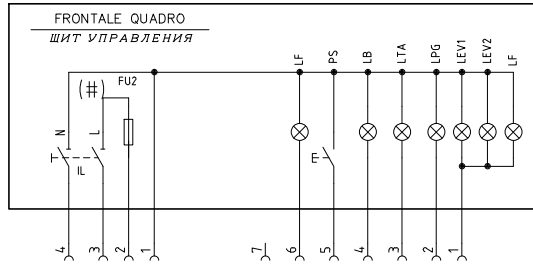 FRONTALE QUADRO
ЩИТ УПРАВЛЕНИЯ
LF PS LB LTA LPG LEV1 LEV2 LF
(#) FU2
N L
IL
4 3 2 1 7 6 5 4 3 2 1